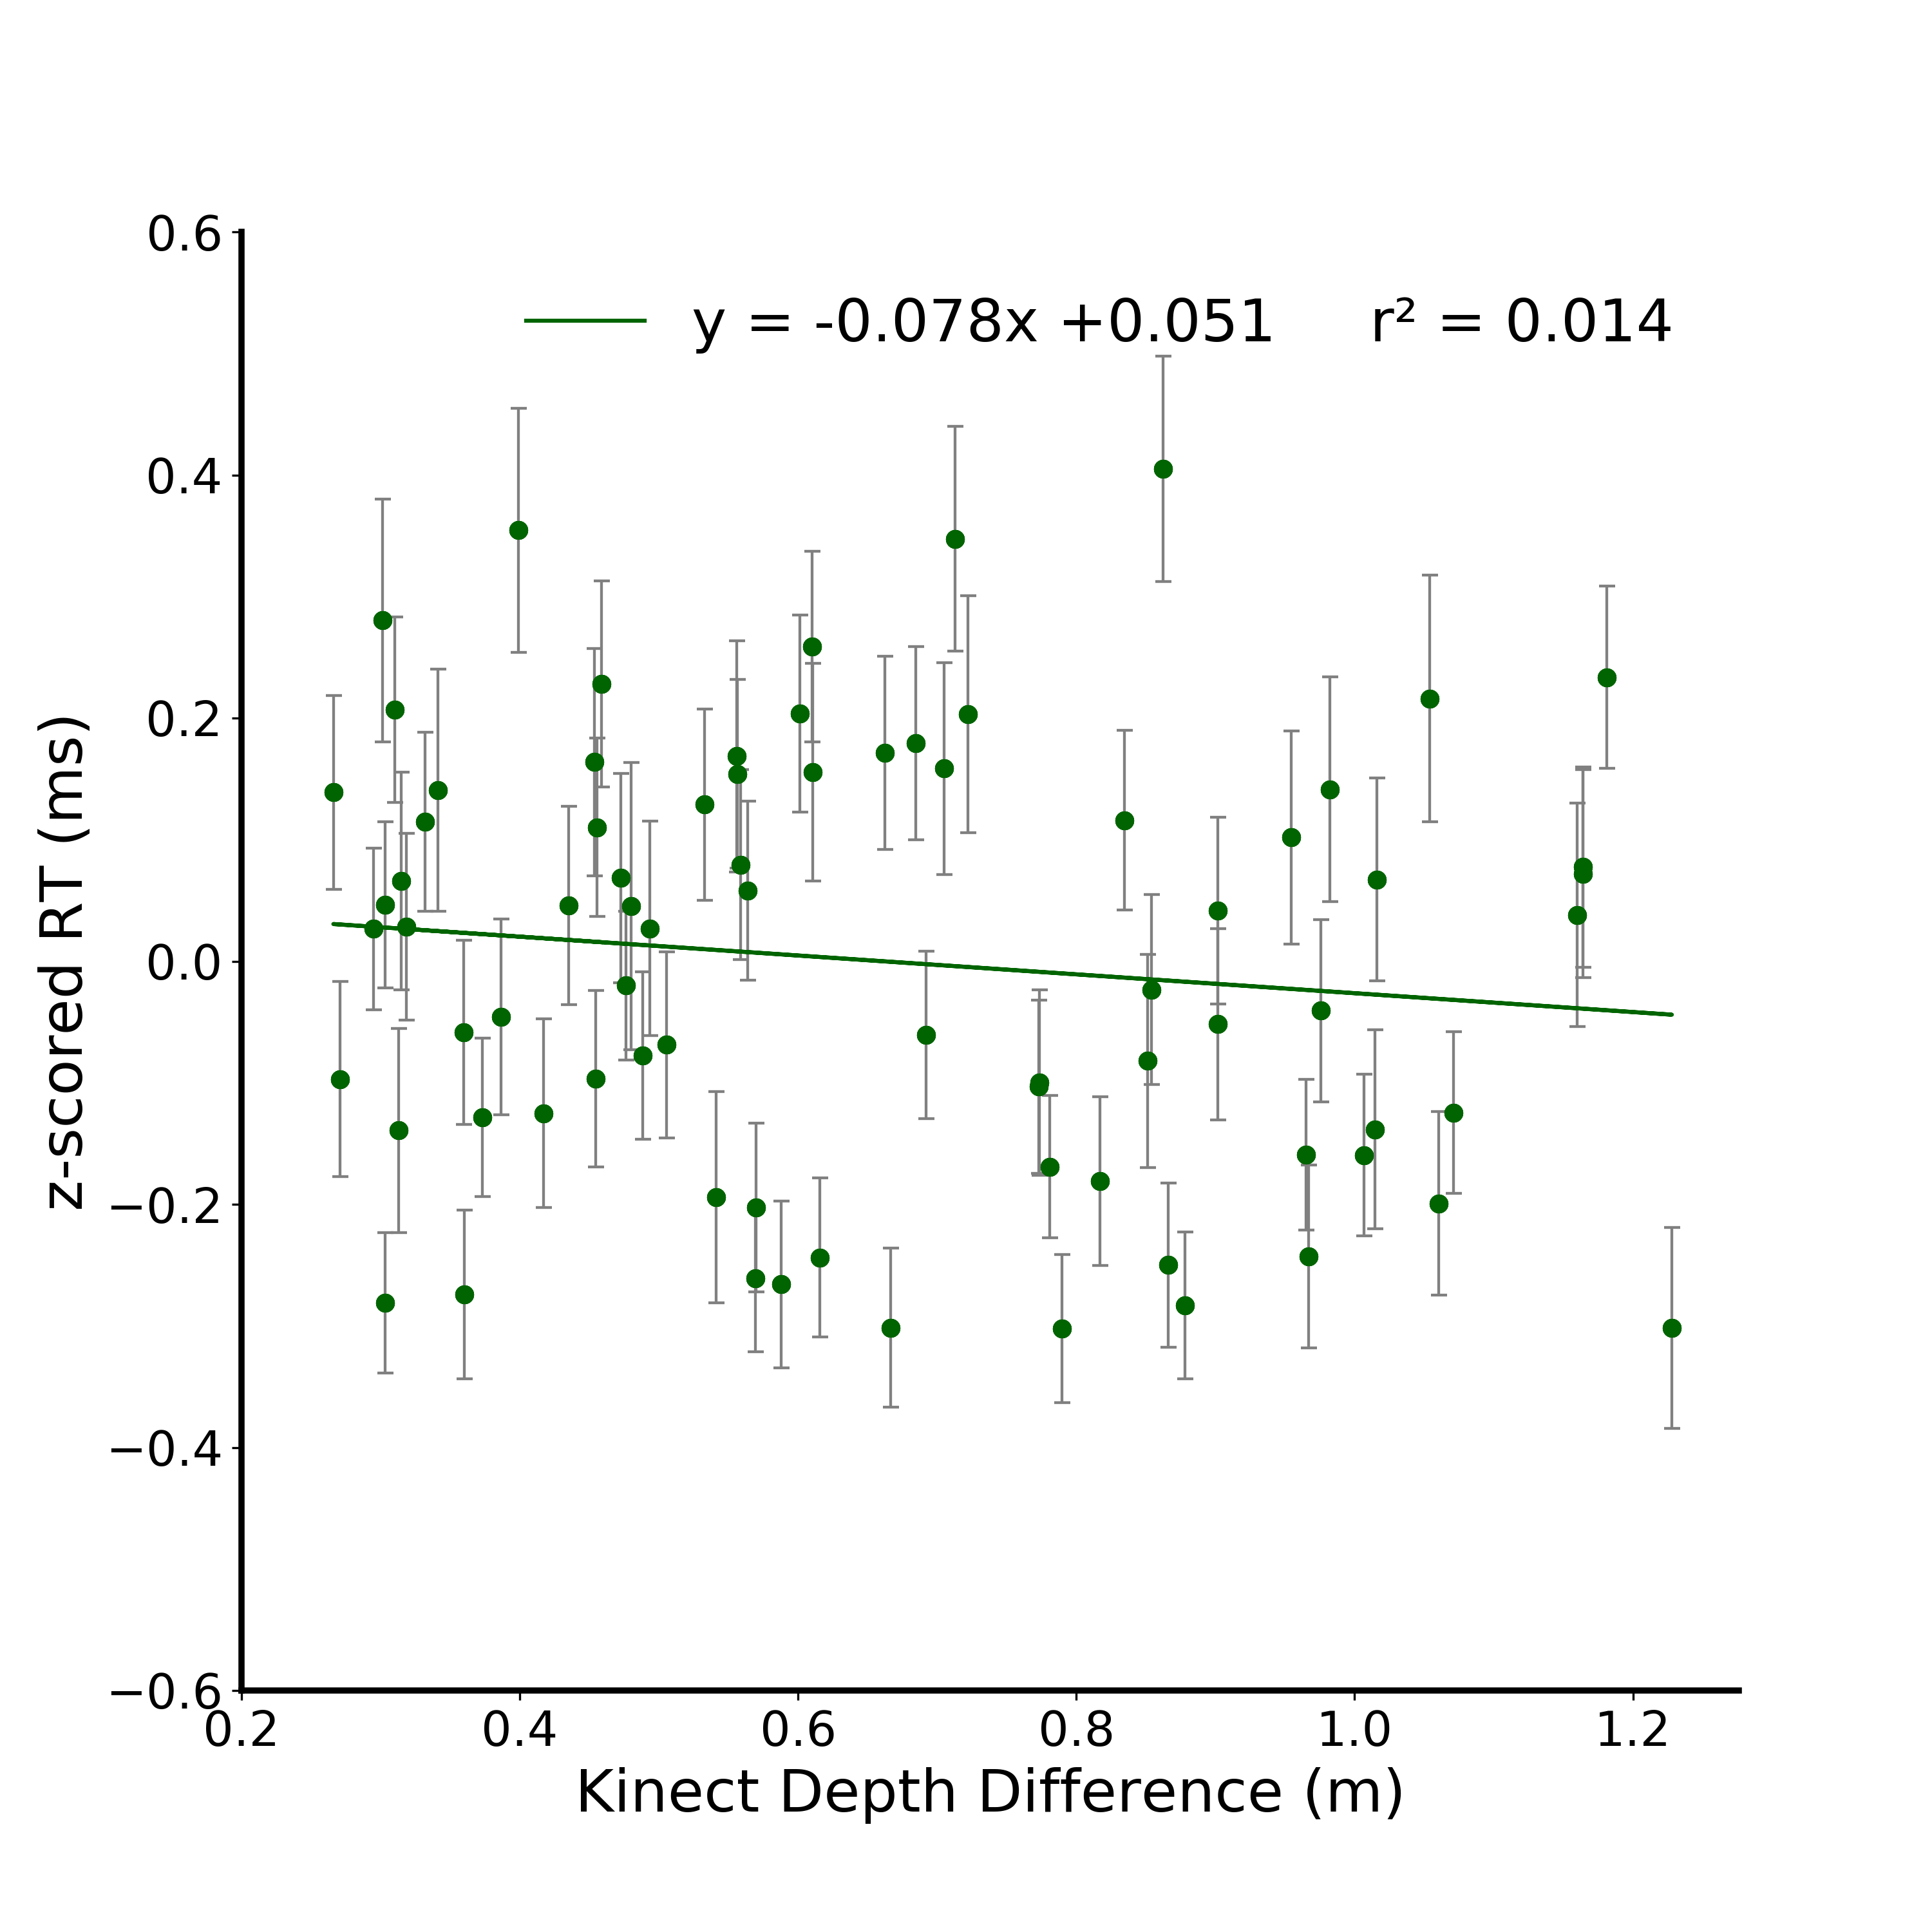 0.6
y = -0.078x +0.051 r² = 0.014
0.4
0.2
0.0
−0.2
−0.4
−0.6
z-scored RT (ms)
0.2 0.4 0.6 0.8 1.0 1.2
Kinect Depth Difference (m)